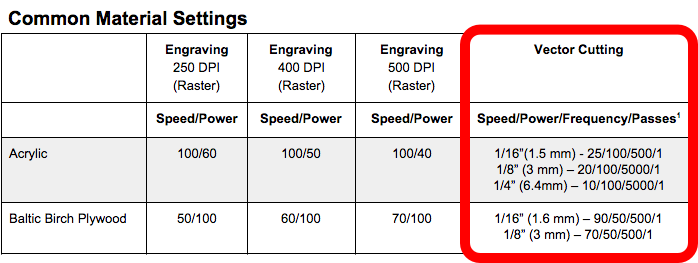 Common Material Settings
Engraving 250 DPI (Raster) Engraving 400 DPI (Raster) Engraving 500 DPI (Raster) Vector Cutting
Speed/Power Speed/Power Speed/Power Speed/Power/Frequency/Passes¹
Acrylic 100/60 100/50 100/40 1/16”(1.5 mm) - 25/100/500/1
1/8” (3 mm) – 20/100/5000/1
1/4” (6.4mm) – 10/100/5000/1
Baltic Birch Plywood 50/100 60/100 70/100 1/16” (1.6 mm) – 90/50/500/1
1/8” (3 mm) – 70/50/500/1